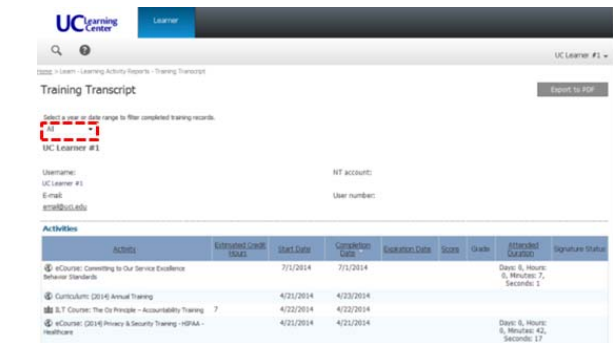 UC Learning Center
Learner
UC Learner #1
Home > Learn - Learning Activity Reports - Training Transcript
Training Transcript
Export to PDF
Select a year or date range to filter completed training records.
All
UC Learner #1
Username:
NT account:
UC Learner #1
E-mail:
User number:
email@uci.edu
Activities
Activity Estimated Credit Hours Start Date Completion Date Expiration Date Score Grade Attended Duration Signature Status
eCourse: Committing to Our Service Excellence Behavior Standards 7/1/2014 7/1/2014 Days: 0, Hours: 0, Minutes: 7, Seconds: 1
Curriculum: (2014) Annual Training 4/21/2014 4/23/2014
ILT Course: The Oz Principle - Accountability Training 7 4/22/2014 4/22/2014
eCourse: (2014) Privacy & Security Training - HIPAA - Healthcare 4/21/2014 4/21/2014 Days: 0, Hours: 0, Minutes: 42, Seconds: 17